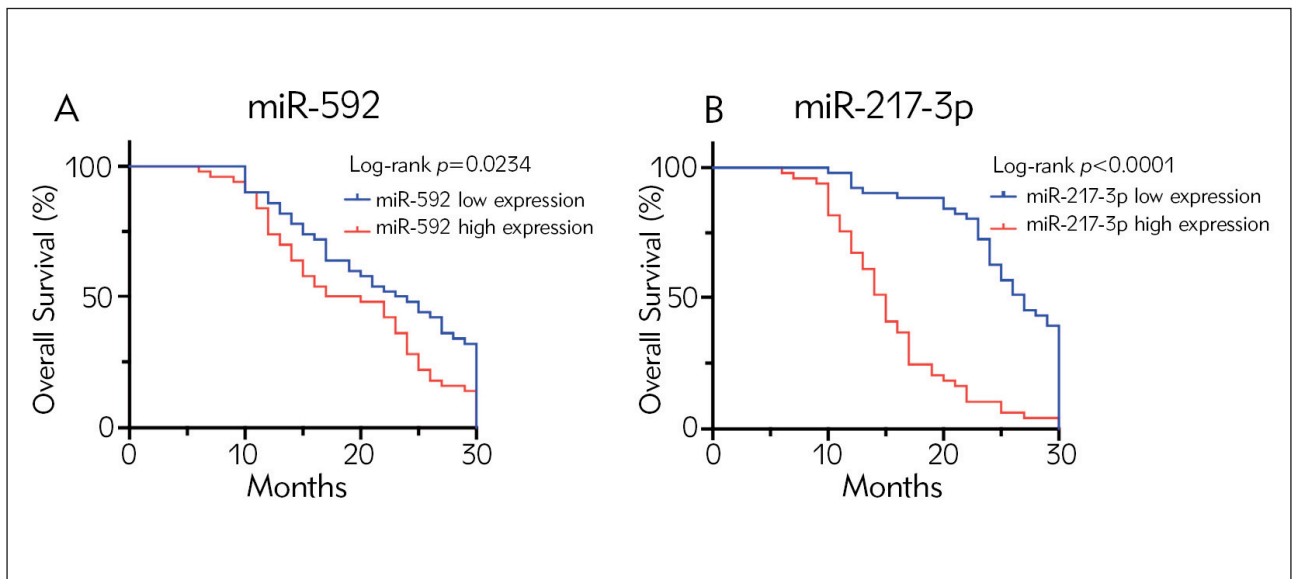 A
miR-592
Log-rank p=0.0234
miR-592 low expression
miR-592 high expression
Overall Survival (%)
100
50
0
0
10
20
30
Months
B
miR-217-3p
Log-rank p<0.0001
miR-217-3p low expression
miR-217-3p high expression
Overall Survival (%)
100
50
0
0
10
20
30
Months